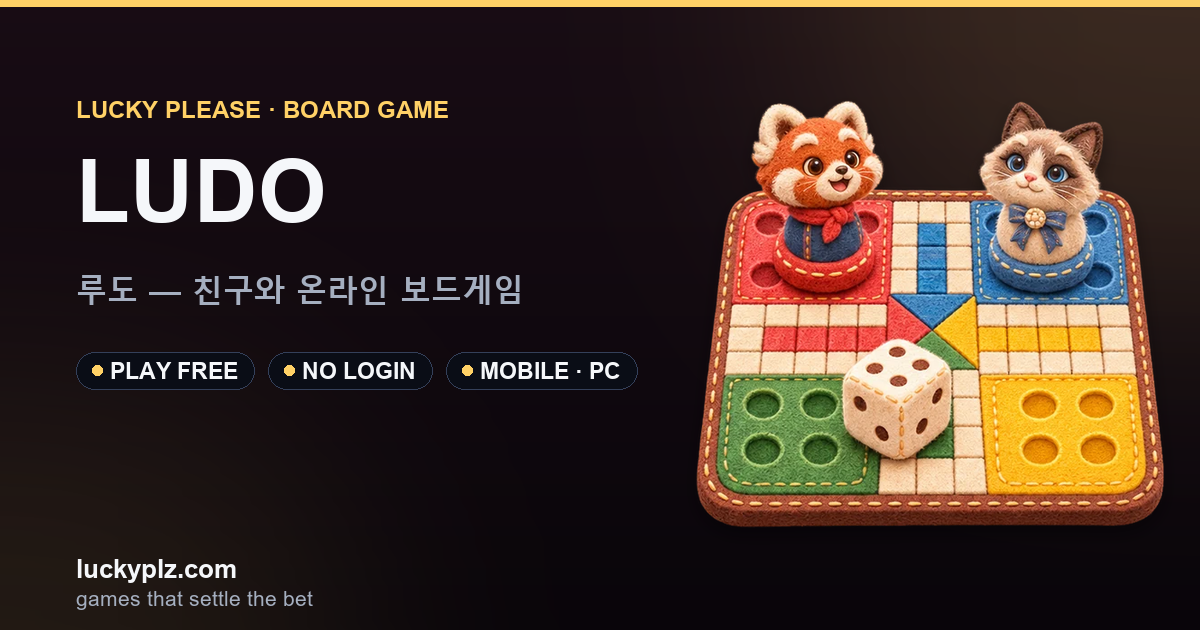 LUCKY PLEASE · BOARD GAME
LUDO
루도 — 친구와 온라인 보드게임
PLAY FREE
NO LOGIN
MOBILE · PC
luckyplz.com
games that settle the bet